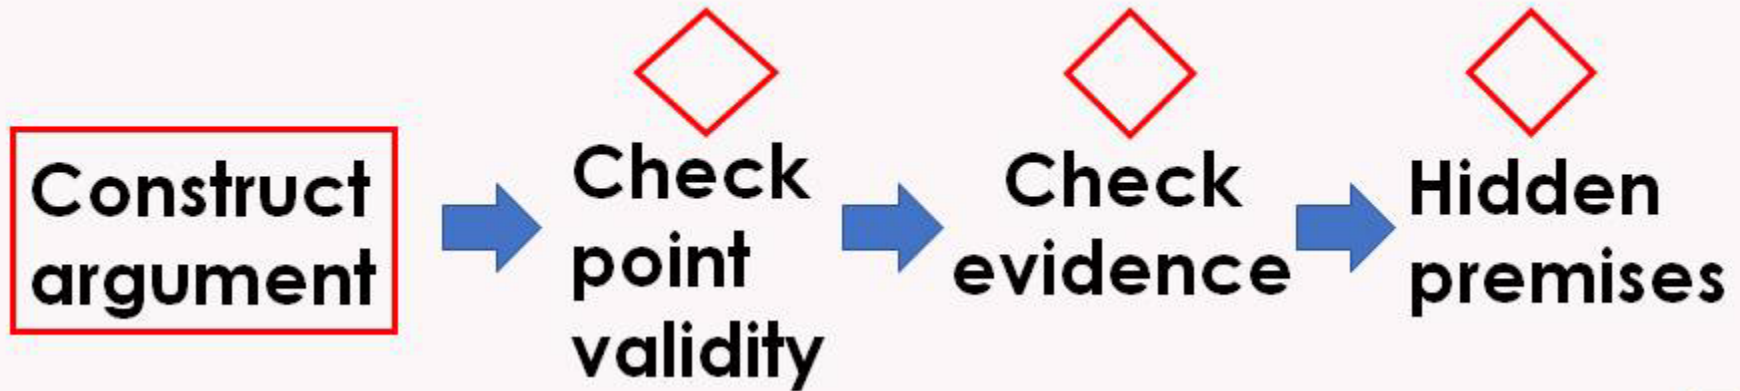 Construct
argument
Check
point
validity
Check
evidence
Hidden
premises